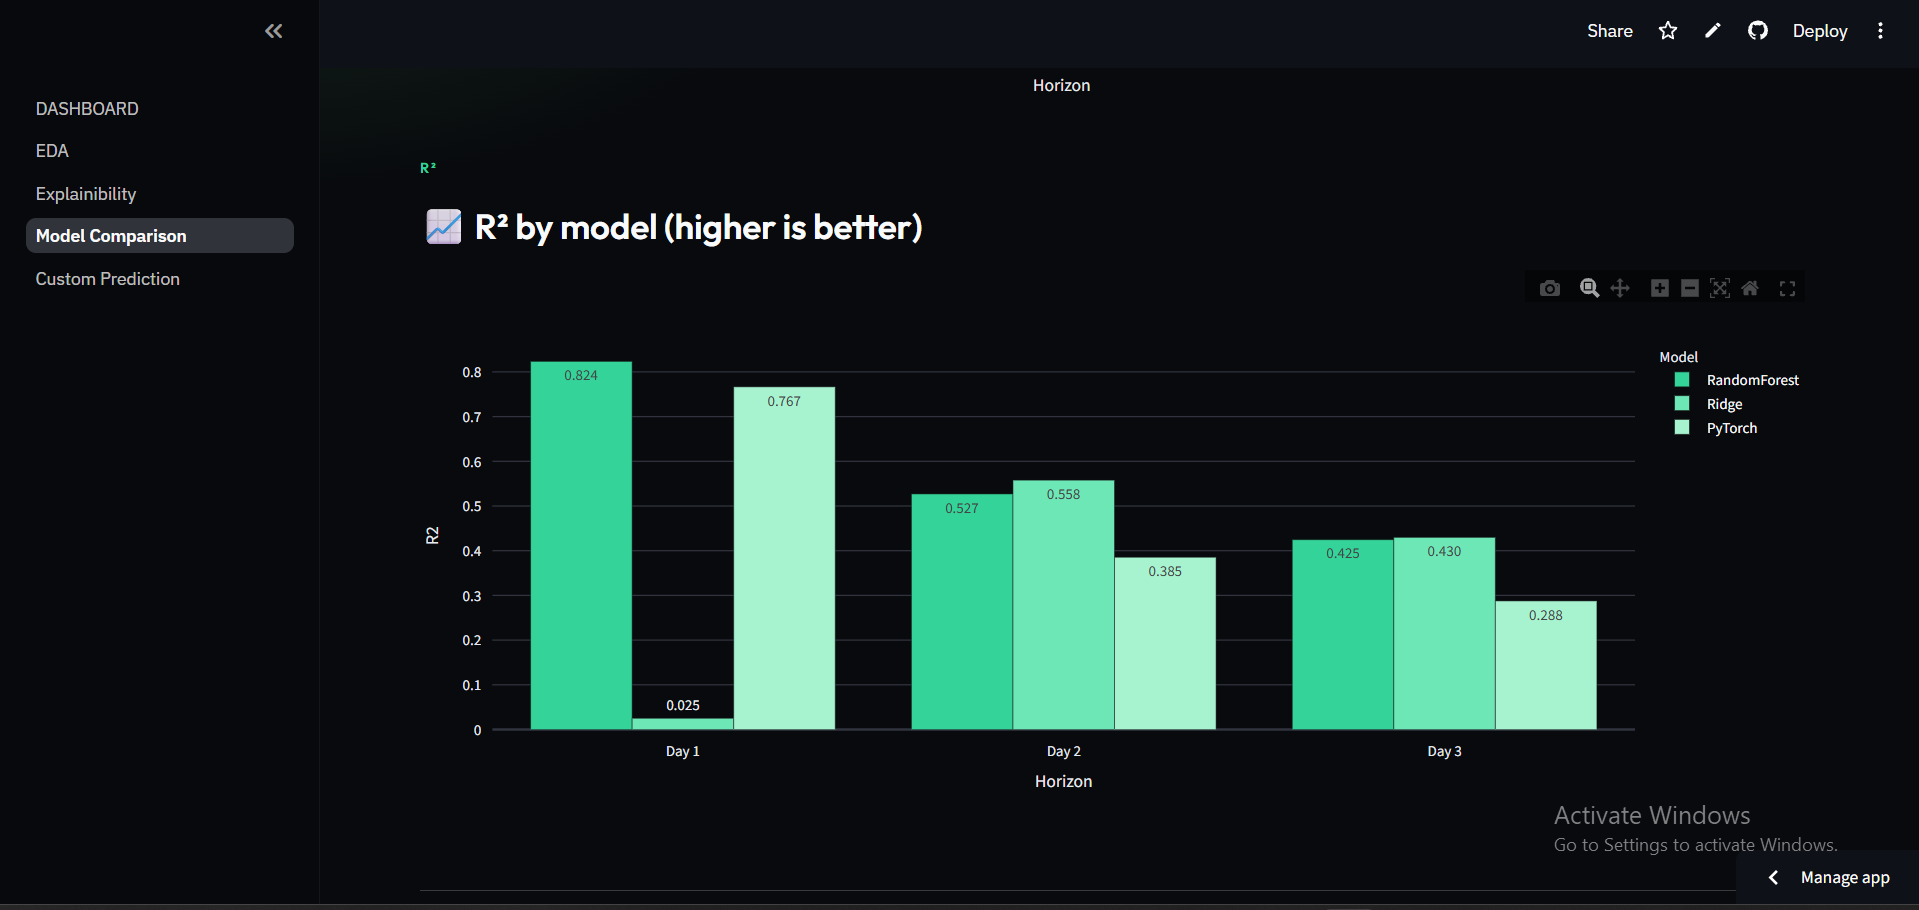 Share
Deploy
DASHBOARD
EDA
Explainibility
Model Comparison
Custom Prediction
Horizon
R²
R² by model (higher is better)
Model
RandomForest
Ridge
PyTorch
R2
0.8
0.7
0.6
0.5
0.4
0.3
0.2
0.1
0
0.824
0.025
0.767
0.527
0.558
0.385
0.425
0.430
0.288
Day 1
Day 2
Day 3
Horizon
Activate Windows
Go to Settings to activate Windows.
Manage app